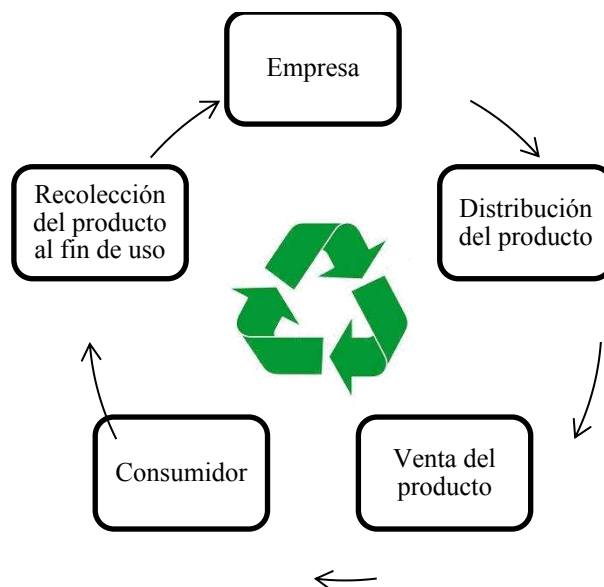 Empresa
Distribución
del producto
Venta del
producto
Consumidor
Recolección
del producto
al fin de uso